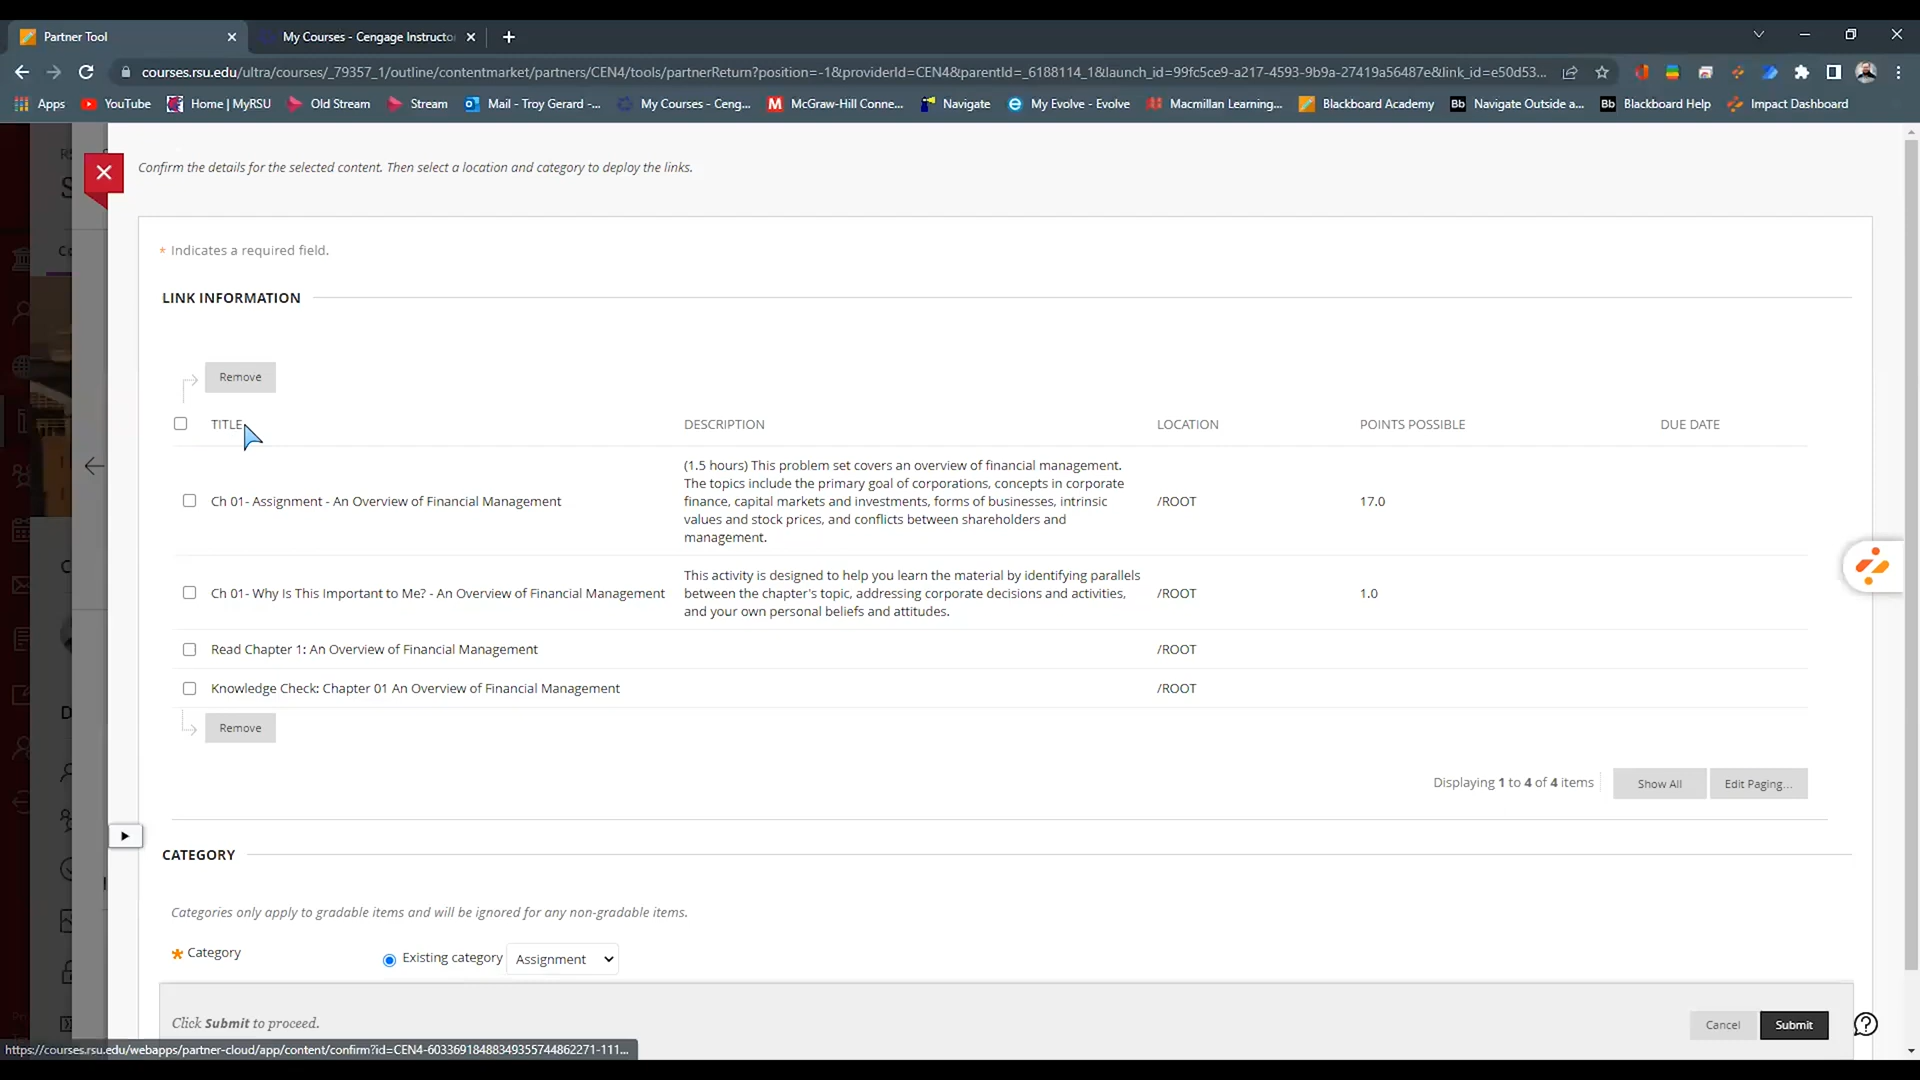 Partner Tool
My Courses - Cengage Instructor
courses.rsu.edu/ultra/courses/_79357_1/outline/contentmarket/partners/CEN4/tools/partnerReturn?position=-1&providerId=CEN4&parentId=_6188114_1&launch_id=99fc5ce9-a217-4593-9b9a-27419a56487e&link_id=e50d53...
Apps YouTube Home | MyRSU Old Stream Stream Mail - Troy Gerard -... My Courses - Ceng... McGraw-Hill Conne... Navigate My Evolve - Evolve Macmillan Learning... Blackboard Academy Bb Navigate Outside a... Bb Blackboard Help Impact Dashboard
Confirm the details for the selected content. Then select a location and category to deploy the links.
* Indicates a required field.
LINK INFORMATION
Remove
TITLE DESCRIPTION LOCATION POINTS POSSIBLE DUE DATE
(1.5 hours) This problem set covers an overview of financial management.
The topics include the primary goal of corporations, concepts in corporate
Ch 01- Assignment - An Overview of Financial Management finance, capital markets and investments, forms of businesses, intrinsic /ROOT 17.0
values and stock prices, and conflicts between shareholders and
management.
This activity is designed to help you learn the material by identifying parallels
Ch 01- Why Is This Important to Me? - An Overview of Financial Management between the chapter's topic, addressing corporate decisions and activities, /ROOT 1.0
and your own personal beliefs and attitudes.
Read Chapter 1: An Overview of Financial Management /ROOT
Knowledge Check: Chapter 01 An Overview of Financial Management /ROOT
Remove
Displaying 1 to 4 of 4 items Show All Edit Paging...
CATEGORY
Categories only apply to gradable items and will be ignored for any non-gradable items.
* Category Existing category Assignment
Click Submit to proceed. Cancel Submit
https://courses.rsu.edu/webapps/partner-cloud/app/content/confirm?id=CEN4-60336918488349355744862271-111...